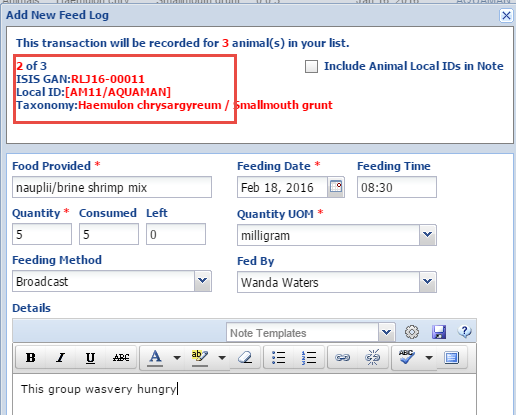 Add New Feed Log
This transaction will be recorded for 3 animal(s) in your list.
2 of 3
ISIS GAN:RLJ16-00011
Include Animal Local IDs in Note
Local ID:[AM11/AQUAMAN]
Taxonomy:Haemulon chrysargyreum / Smallmouth grunt
Food Provided * Feeding Date * Feeding Time
nauplii/brine shrimp mix Feb 18, 2016 08:30
Quantity * Consumed Left Quantity UOM *
5 5 0 milligram
Feeding Method Fed By
Broadcast Wanda Waters
Details
Note Templates
B I U ABC A ab ABC
This group wasvery hungry